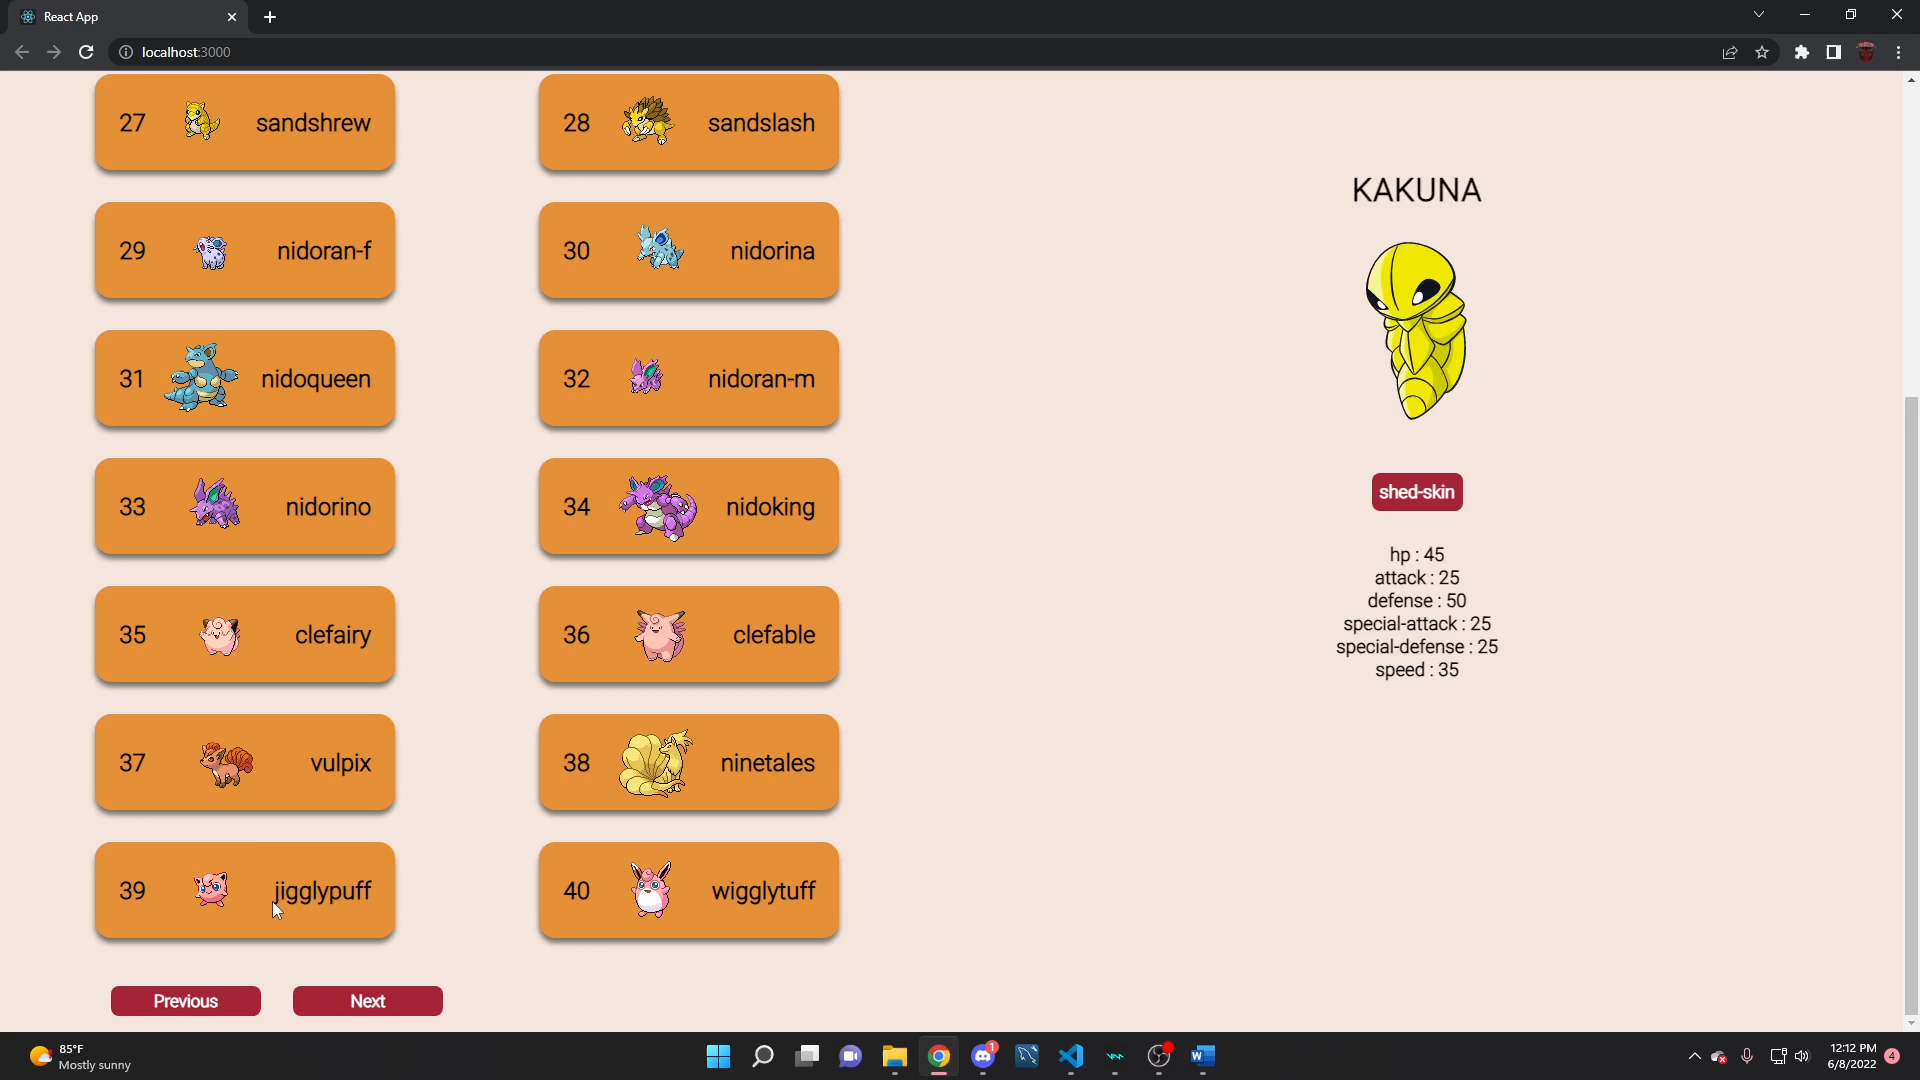 React App
localhost:3000
27 sandshrew
28 sandslash
29 nidoran-f
30 nidorina
31 nidoqueen
32 nidoran-m
33 nidorino
34 nidoking
35 clefairy
36 clefable
37 vulpix
38 ninetales
39 jigglypuff
40 wigglytuff
Previous
Next
KAKUNA
shed-skin
hp : 45
attack : 25
defense : 50
special-attack : 25
special-defense : 25
speed : 35
85°F
Mostly sunny
1
W
12:12 PM
6/8/2022
4